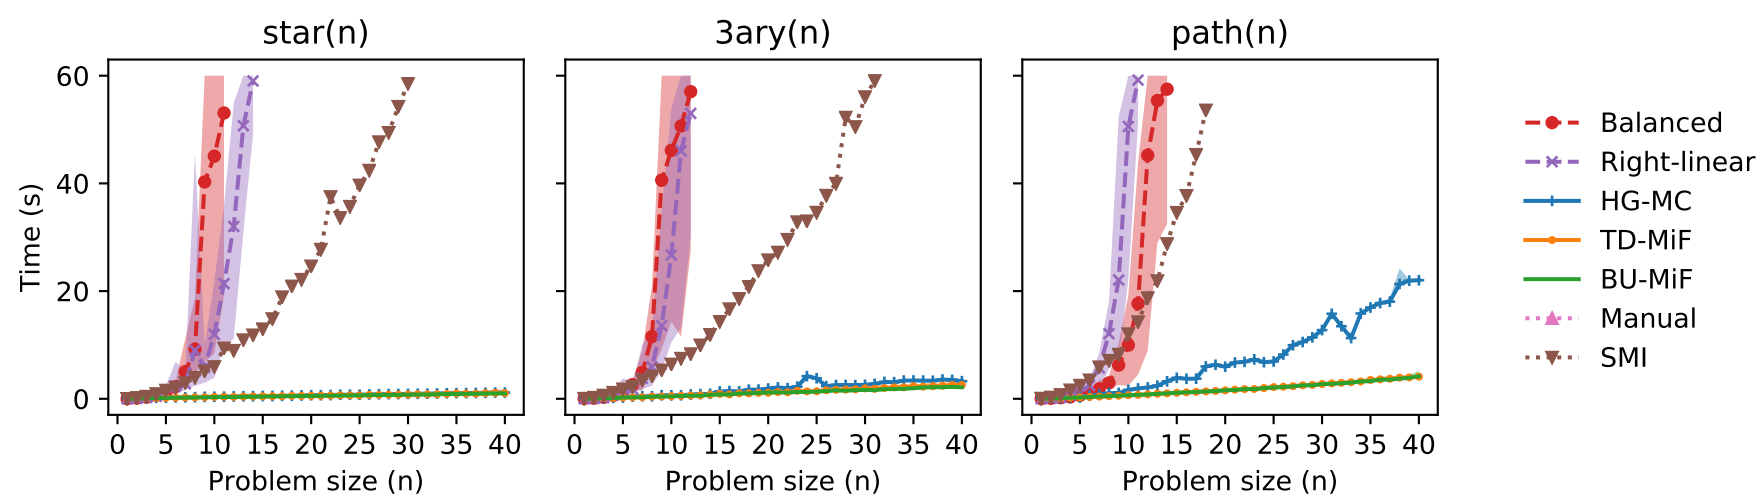 star(n)
3ary(n)
path(n)
Time (s)
60
40
20
0
0 5 10 15 20 25 30 35 40
0 5 10 15 20 25 30 35 40
0 5 10 15 20 25 30 35 40
Problem size (n)
Problem size (n)
Problem size (n)
Balanced
Right-linear
HG-MC
TD-MiF
BU-MiF
Manual
SMI